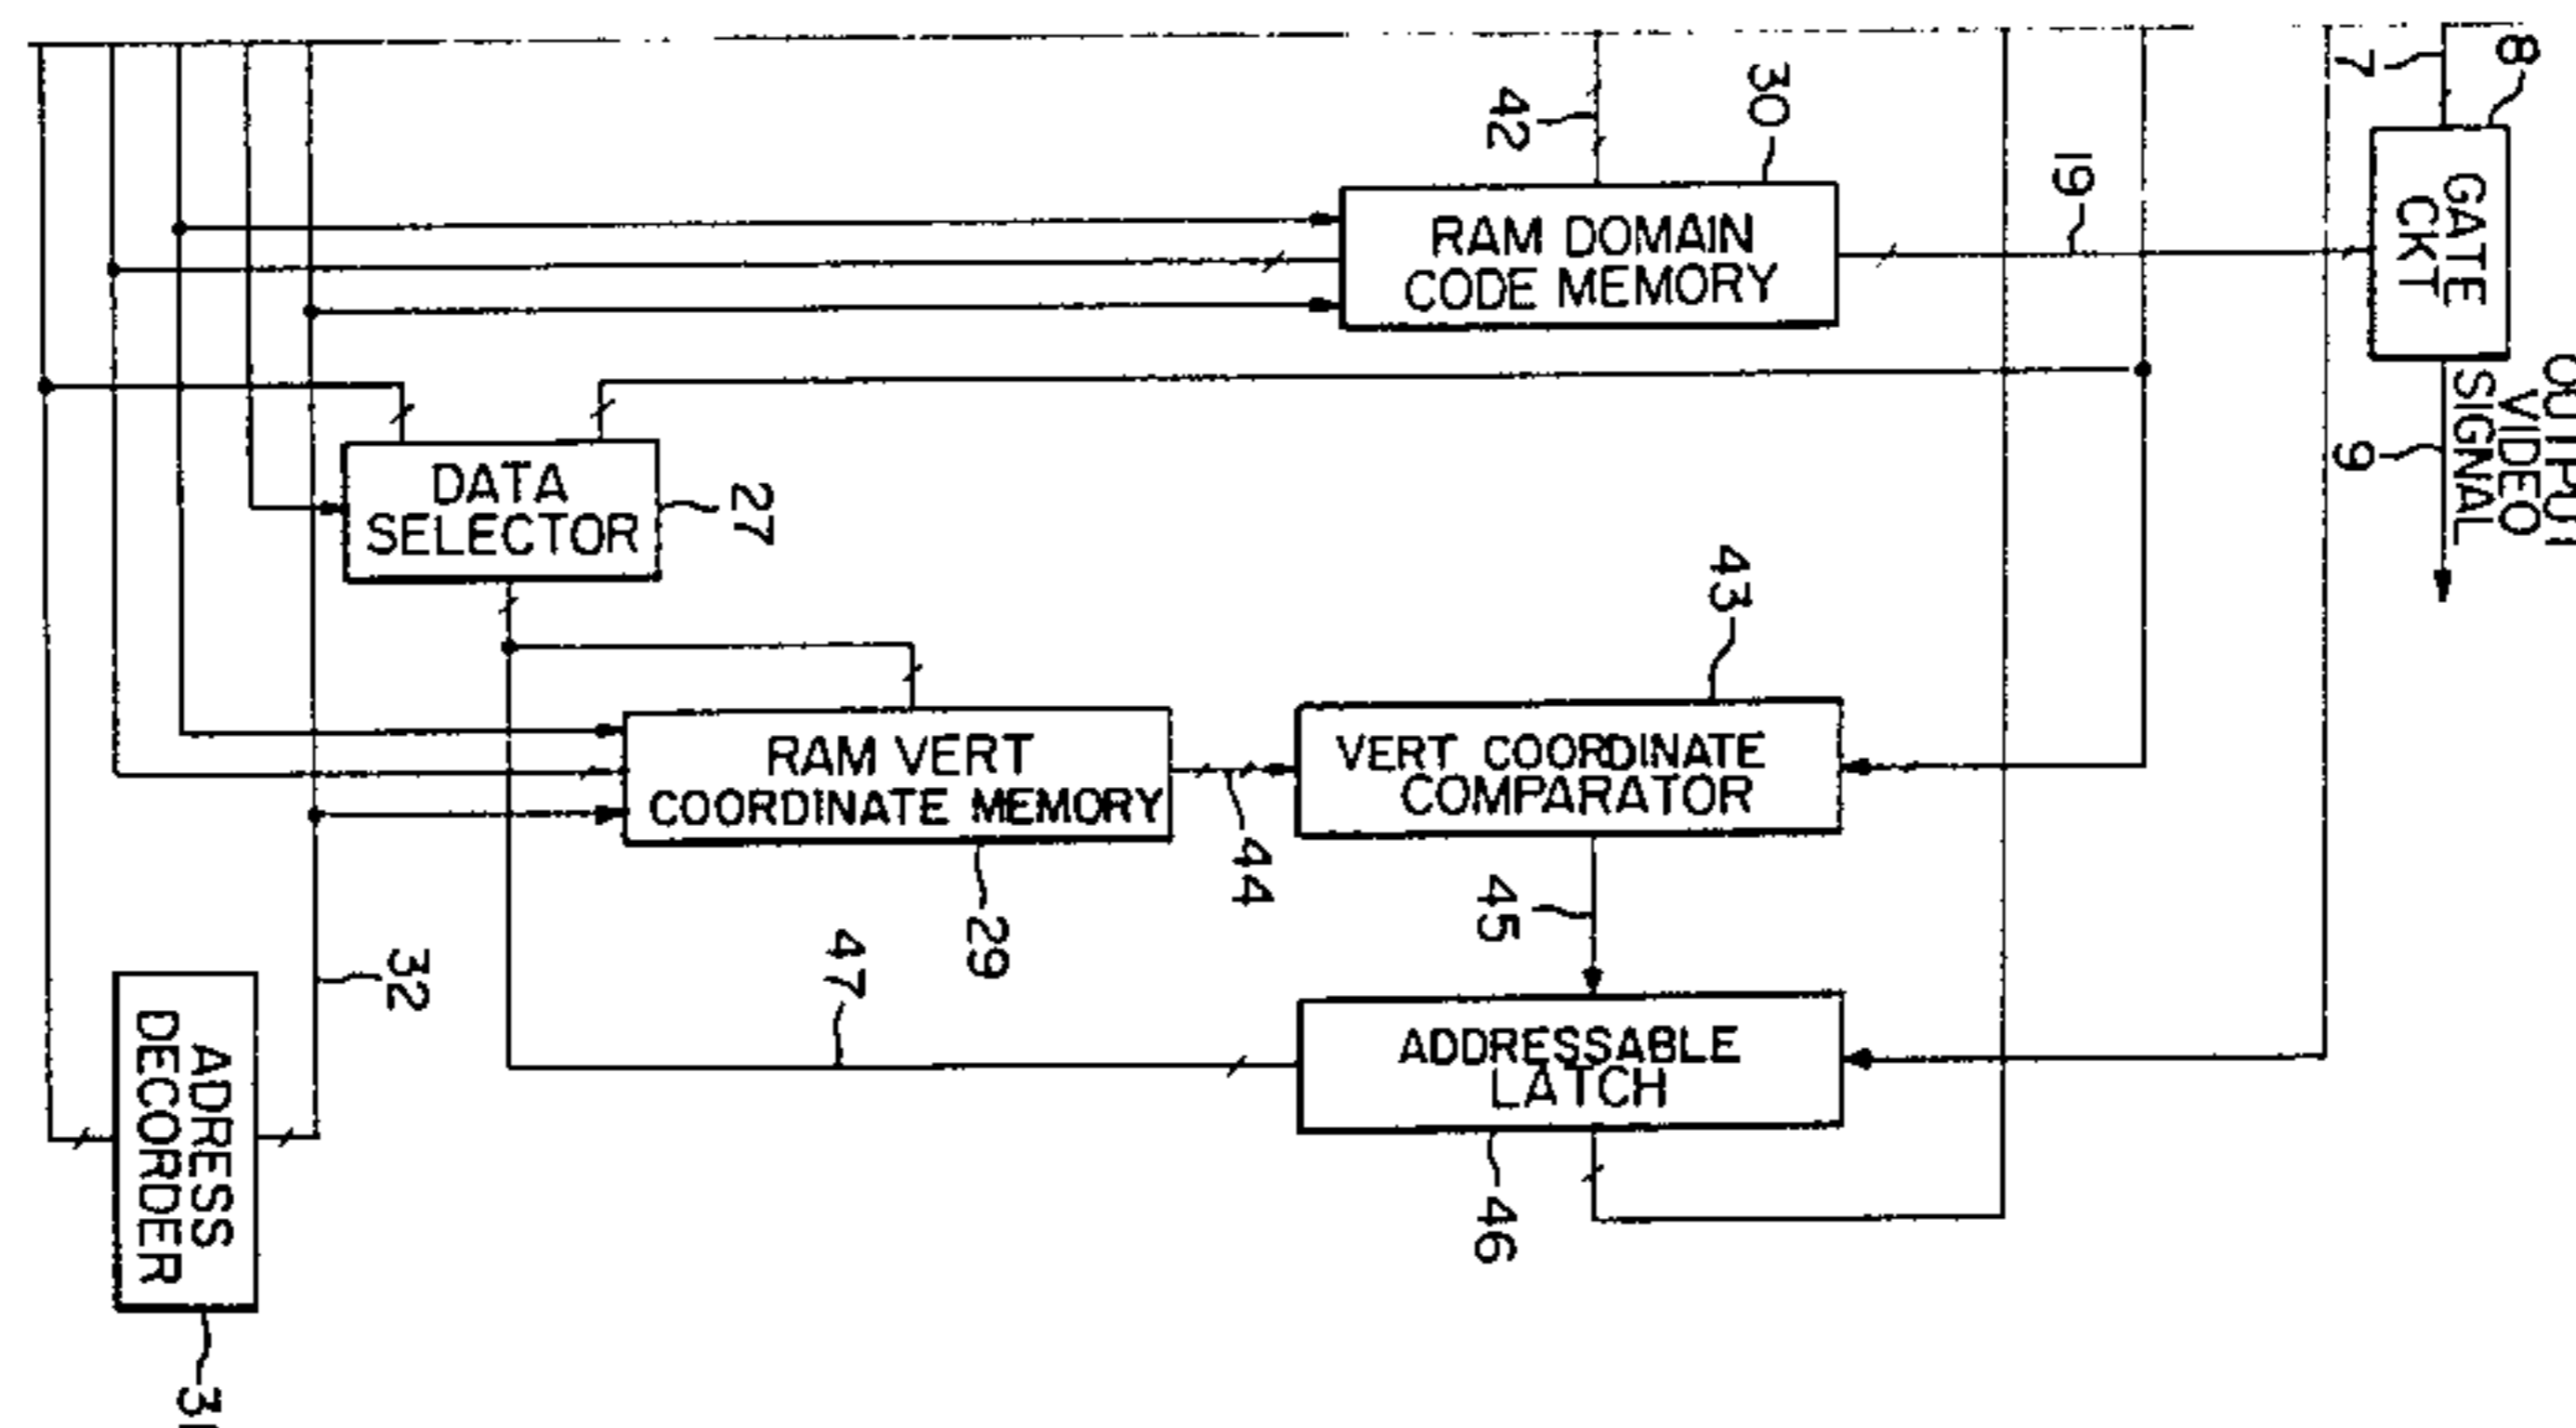 7
8
GATE
CKT
OUTPUT
VIDEO
SIGNAL
9
19
30
42
RAM DOMAIN
CODE MEMORY
DATA
SELECTOR
27
43
RAM VERT
COORDINATE MEMORY
29
44
VERT COORDINATE
COMPARATOR
45
47
32
ADRESS
DECORDER
ADDRESSABLE
LATCH
46